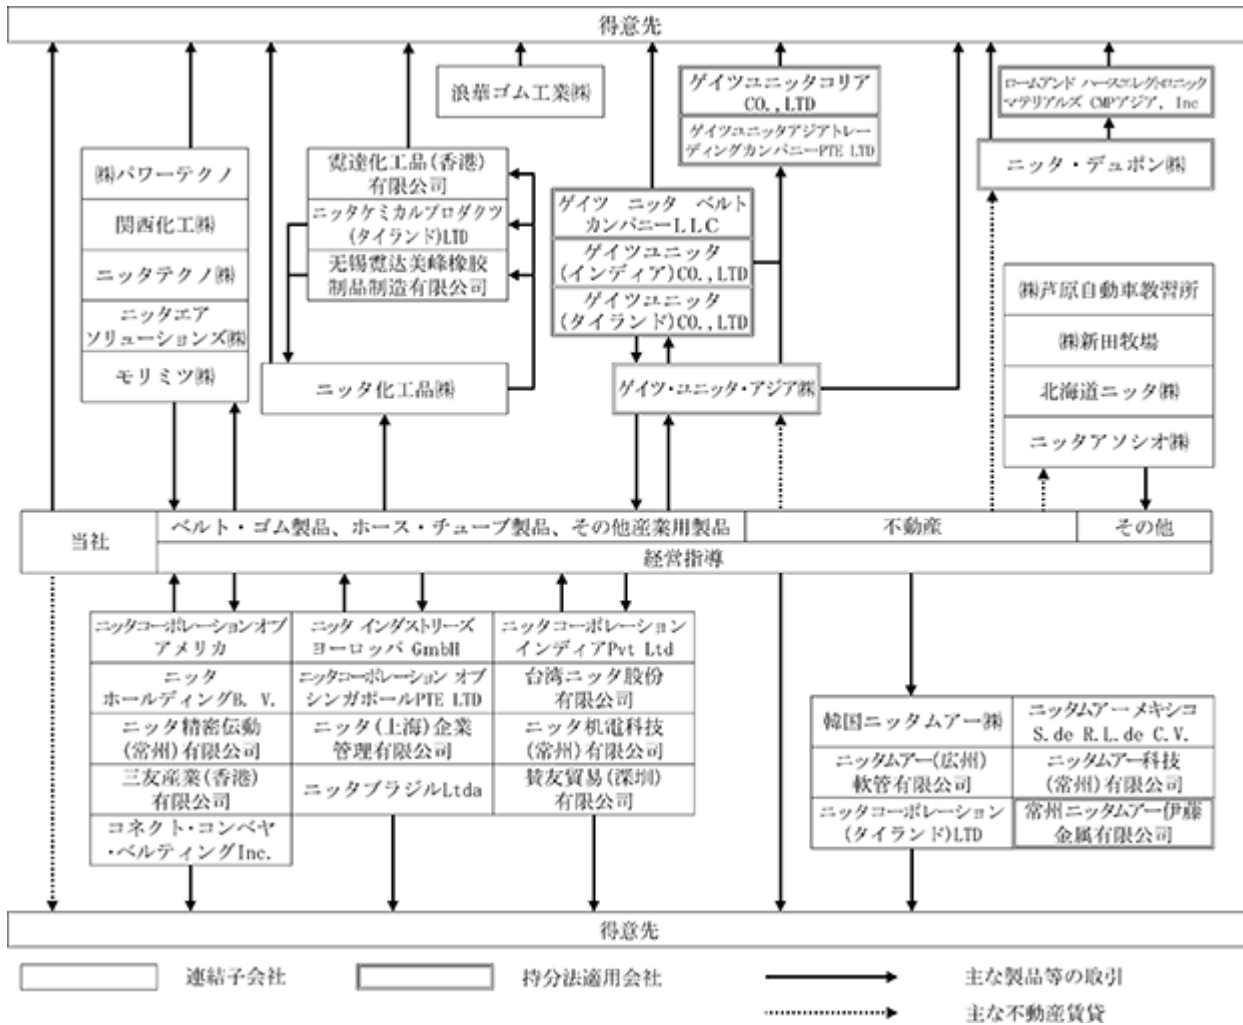 得意先
浪華ゴム工業㈱
ゲイツユニッタコリア
CO.,LTD
ゲイツユニッタアジアトレー
ディングカンパニーPTE LTD
ロームアンド ハースエレクトロニック
マテリアルズ CMPアジア, Inc
ニッタ・デュポン㈱
㈱パワーテクノ
関西化工㈱
ニッタテクノ㈱
ニッタエア
ソリューションズ㈱
モリミツ㈱
霓達化工品(香港)
有限公司
ニッタケミカルプロダクツ
(タイランド)LTD
无锡霓达美峰橡胶
制品制造有限公司
ニッタ化工品㈱
ゲイツ ニッタ ベルト
カンパニーLLC
ゲイツユニッタ
(インディア)CO.,LTD
ゲイツユニッタ
(タイランド)CO.,LTD
ゲイツ・ユニッタ・アジア㈱
㈱芦原自動車教習所
㈱新田牧場
北海道ニッタ㈱
ニッタアソシオ㈱
当社
ベルト・ゴム製品、ホース・チューブ製品、その他産業用製品
不動産
その他
経営指導
ニッタコーポレーションオブ
アメリカ
ニッタ
ホールディングB. V.
ニッタ精密伝動
(常州)有限公司
三友産業(香港)
有限公司
コネクト・コンベヤ
・ベルティングInc.
ニッタ インダストリーズ
ヨーロッパ GmbH
ニッタコーポレーション オブ
シンガポールPTE LTD
ニッタ(上海)企業
管理有限公司
ニッタブラジルLtda
ニッタコーポレーション
インディアPvt Ltd
台湾ニッタ股份
有限公司
ニッタ机電科技
(常州)有限公司
賛友貿易(深圳)
有限公司
韓国ニッタムアー㈱
ニッタムアー(広州)
軟管有限公司
ニッタコーポレーション
(タイランド)LTD
ニッタムアーメキシコ
S. de R.L. de C.V.
ニッタムアー科技
(常州)有限公司
常州ニッタムアー伊藤
金属有限公司
得意先
連結子会社
持分法適用会社
主な製品等の取引
主な不動産賃貸